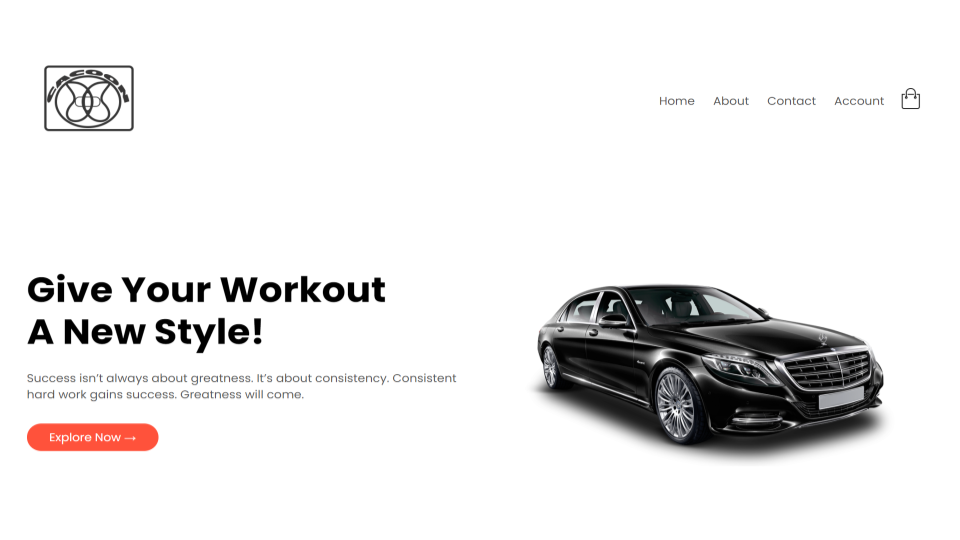 CACOON
Home About Contact Account
Give Your Workout
A New Style!
Success isn’t always about greatness. It’s about consistency. Consistent
hard work gains success. Greatness will come.
Explore Now →